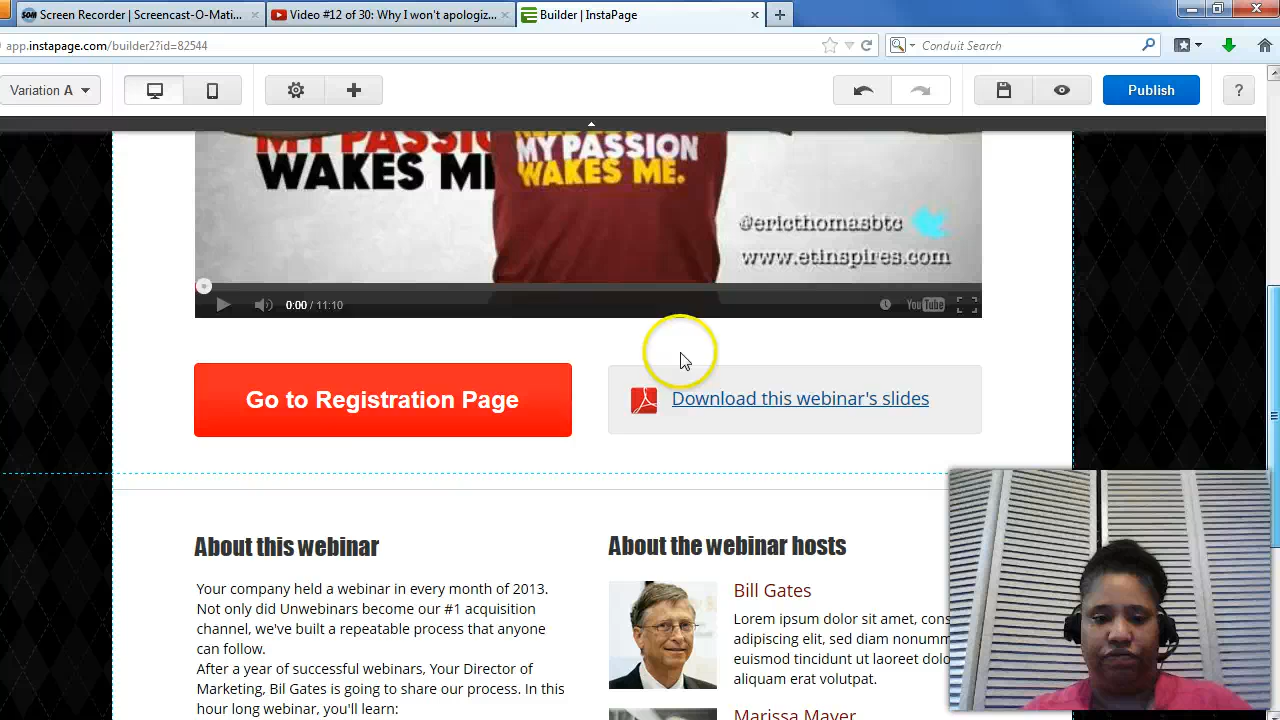 Screen Recorder | Screencast-O-Mati...
Video #12 of 30: Why I won't apologiz...
Builder | InstaPage
app.instapage.com/builder2?id=82544
Conduit Search
Variation A
Publish
?
MY PASSION
WAKES ME
MY PASSION
WAKES ME.
@ericthomasbtc
www.etinspires.com
0:00 / 11:10
YouTube
Go to Registration Page
Download this webinar's slides
About this webinar
Your company held a webinar in every month of 2013.
Not only did Unwebinars become our #1 acquisition
channel, we've built a repeatable process that anyone
can follow.
After a year of successful webinars, Your Director of
Marketing, Bil Gates is going to share our process. In this
hour long webinar, you'll learn:
About the webinar hosts
Bill Gates
Lorem ipsum dolor sit amet, cons
adipiscing elit, sed diam nonumm
euismod tincidunt ut laoreet dolo
aliquam erat volutpat.
Marissa Mayer